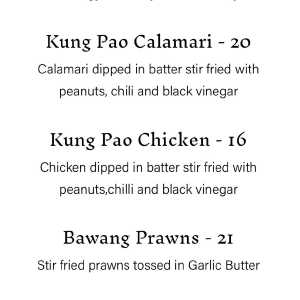 Kung Pao Calamari - 20
Calamari dipped in batter stir fried with
peanuts, chili and black vinegar
Kung Pao Chicken - 16
Chicken dipped in batter stir fried with
peanuts,chilli and black vinegar
Bawang Prawns - 21
Stir fried prawns tossed in Garlic Butter